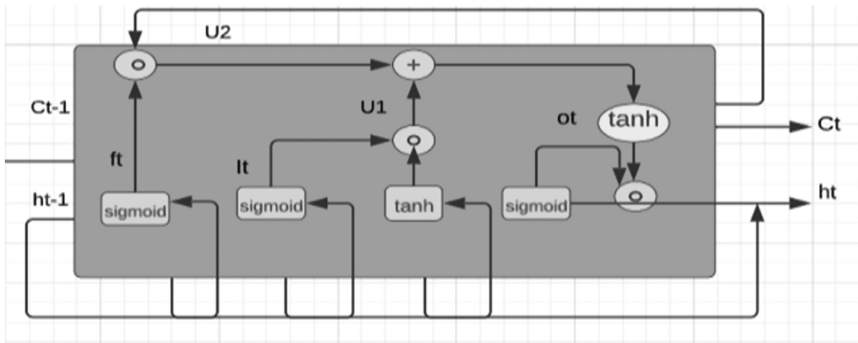 U2
o
+
Ct-1
U1
ot
tanh
Ct
o
ft
It
ht-1
sigmoid
sigmoid
tanh
sigmoid
o
ht